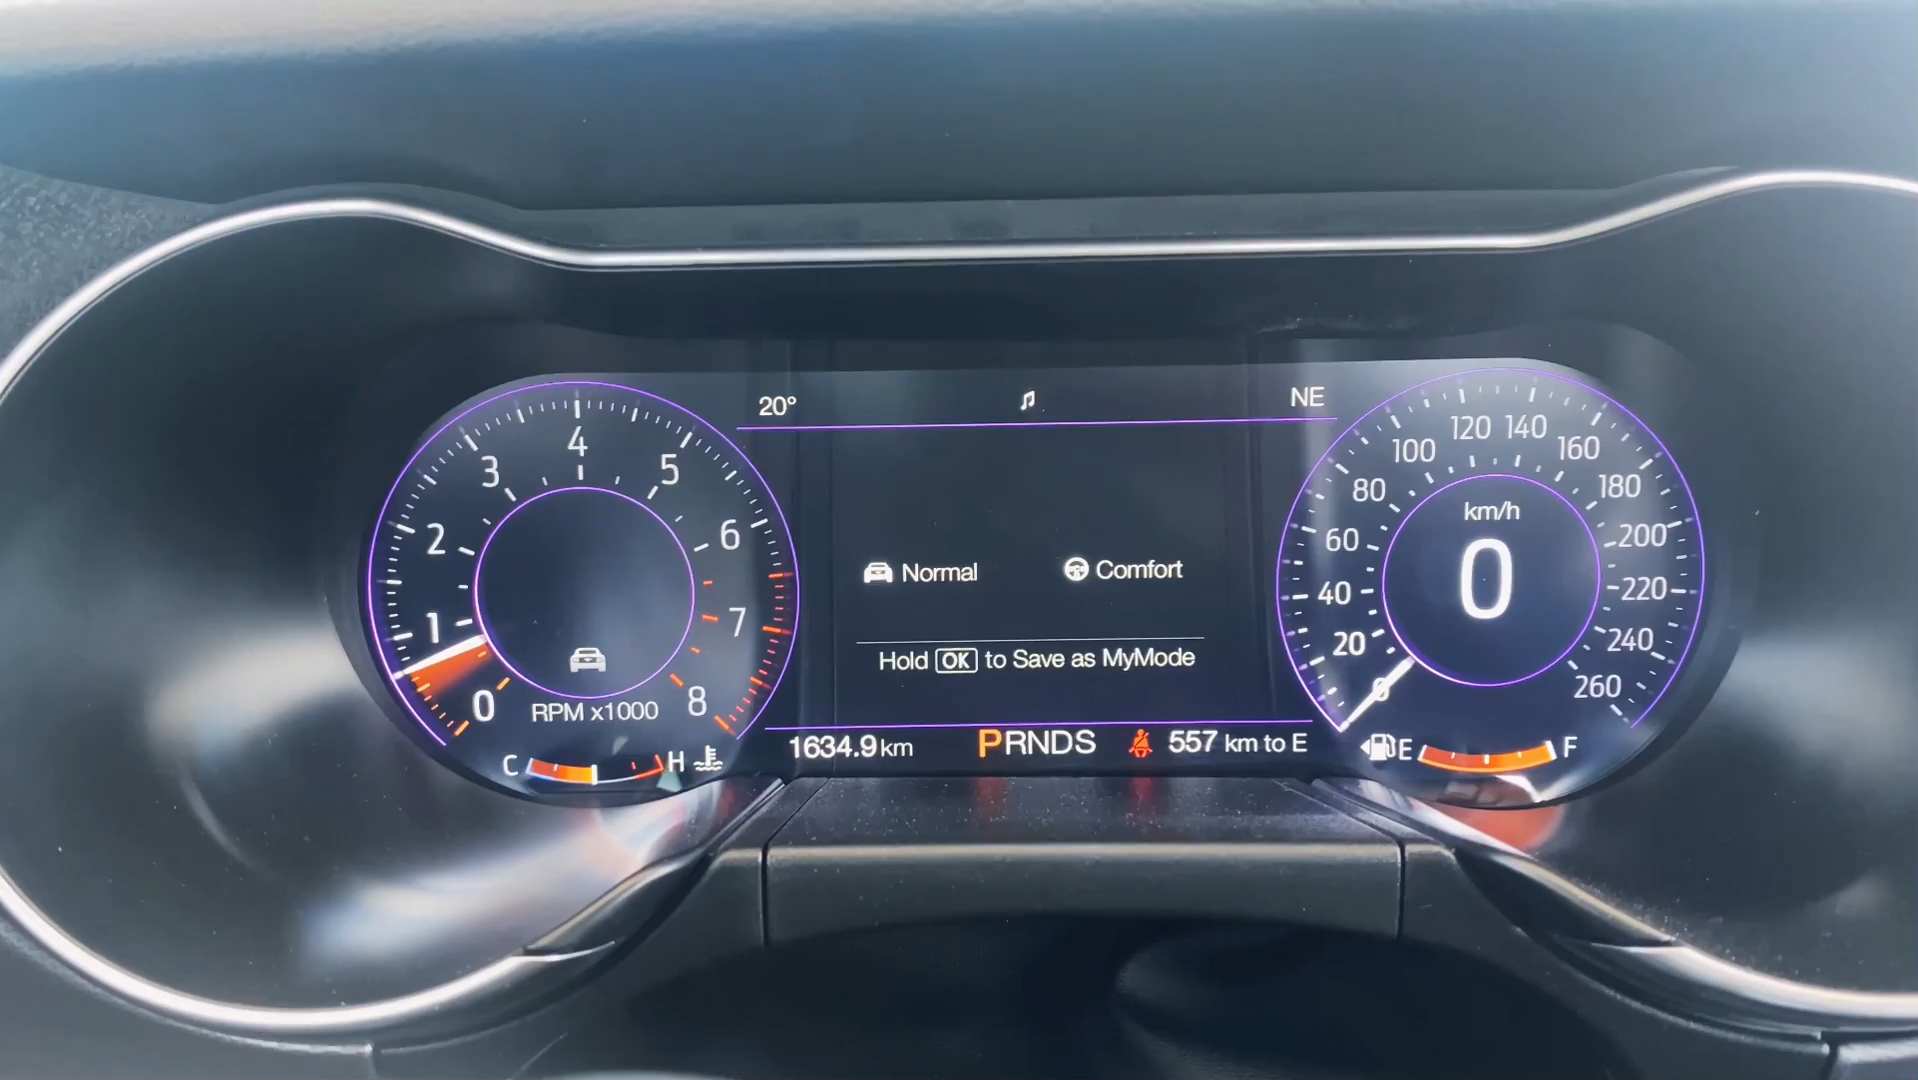 20° NE
0 1 2 3 4 5 6 7 8
RPM x1000
C H
Normal Comfort
Hold OK to Save as MyMode
1634.9 km PRNDS 557 km to E
0 20 40 60 80 100 120 140 160 180 200 220 240 260
km/h
0
E F